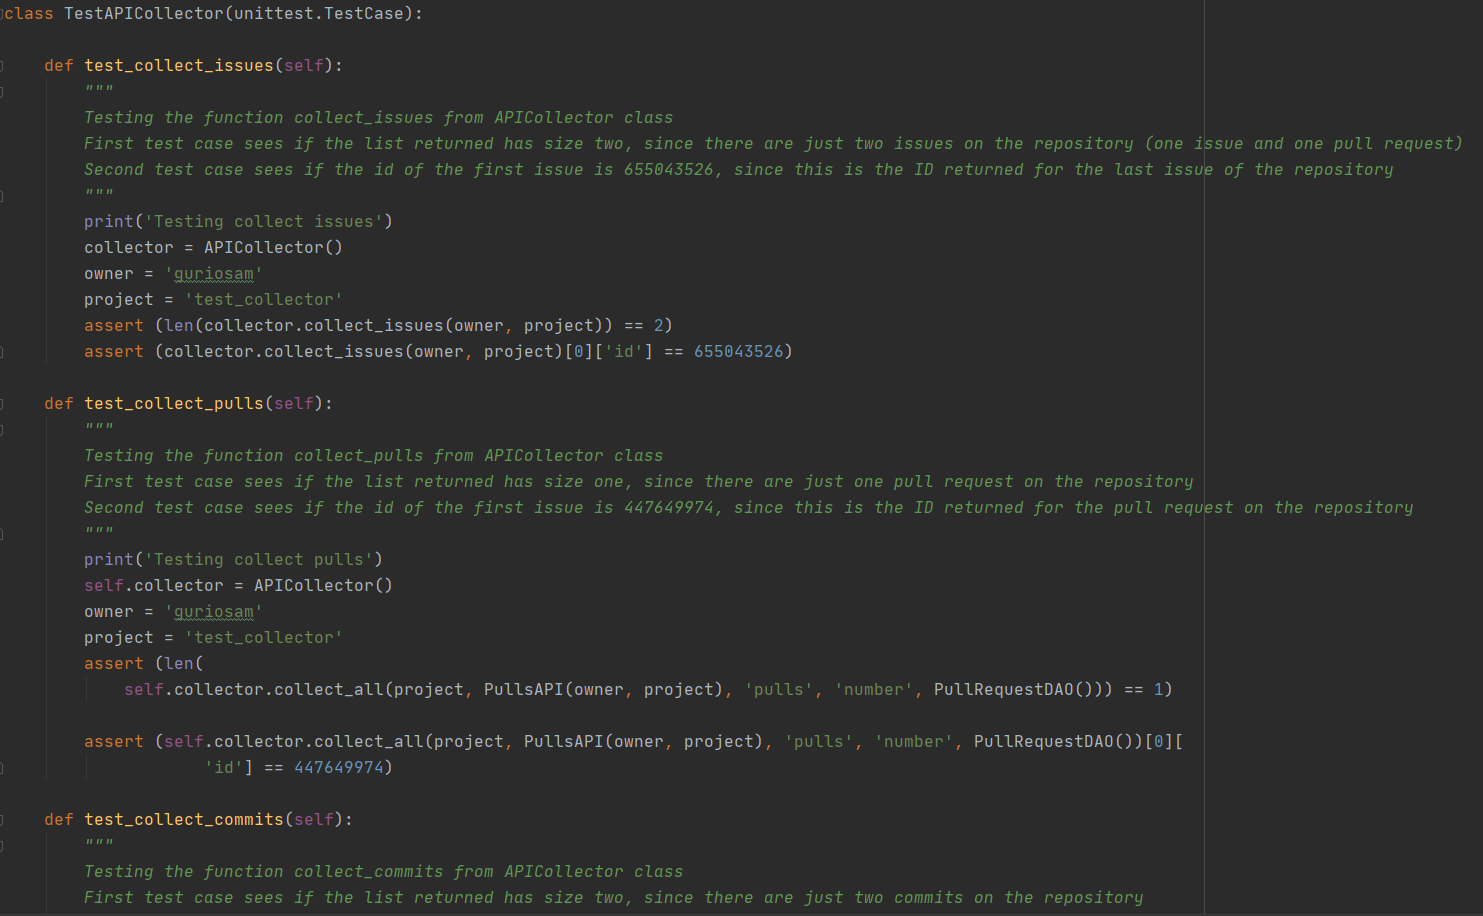 class TestAPICollector(unittest.TestCase):
def test_collect_issues(self):
"""
Testing the function collect_issues from APICollector class
First test case sees if the list returned has size two, since there are just two issues on the repository (one issue and one pull request)
Second test case sees if the id of the first issue is 655043526, since this is the ID returned for the last issue of the repository
"""
print('Testing collect issues')
collector = APICollector()
owner = 'guriosam'
project = 'test_collector'
assert (len(collector.collect_issues(owner, project)) == 2)
assert (collector.collect_issues(owner, project)[0]['id'] == 655043526)
def test_collect_pulls(self):
"""
Testing the function collect_pulls from APICollector class
First test case sees if the list returned has size one, since there are just one pull request on the repository
Second test case sees if the id of the first issue is 447649974, since this is the ID returned for the pull request on the repository
"""
print('Testing collect pulls')
self.collector = APICollector()
owner = 'guriosam'
project = 'test_collector'
assert (len(
self.collector.collect_all(project, PullsAPI(owner, project), 'pulls', 'number', PullRequestDAO())) == 1)
assert (self.collector.collect_all(project, PullsAPI(owner, project), 'pulls', 'number', PullRequestDAO())[0][
'id'] == 447649974)
def test_collect_commits(self):
"""
Testing the function collect_commits from APICollector class
First test case sees if the list returned has size two, since there are just two commits on the repository